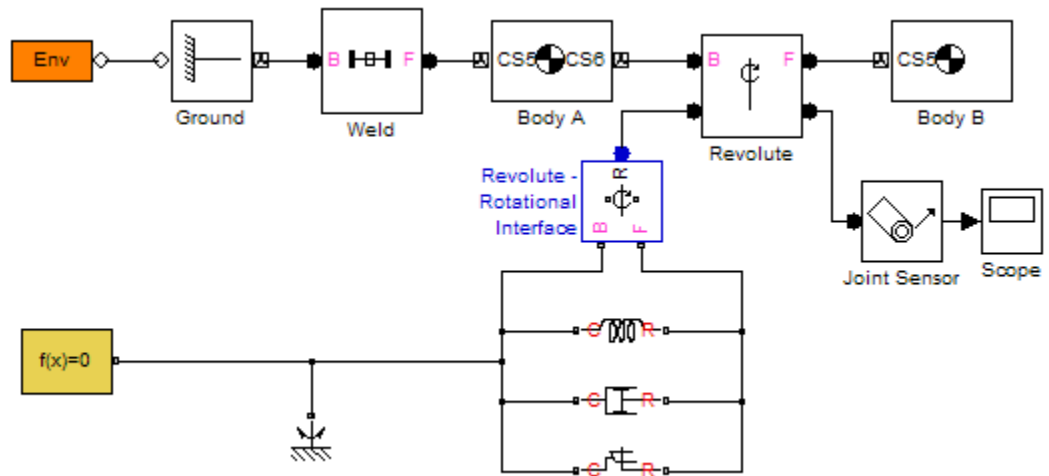 Env
Ground
B F
Weld
CS5 CS6
Body A
B F
Revolute
CS5
Body B
Revolute -
Rotational
Interface
R
B F
Joint Sensor
Scope
f(x)=0
C R
C R
C R